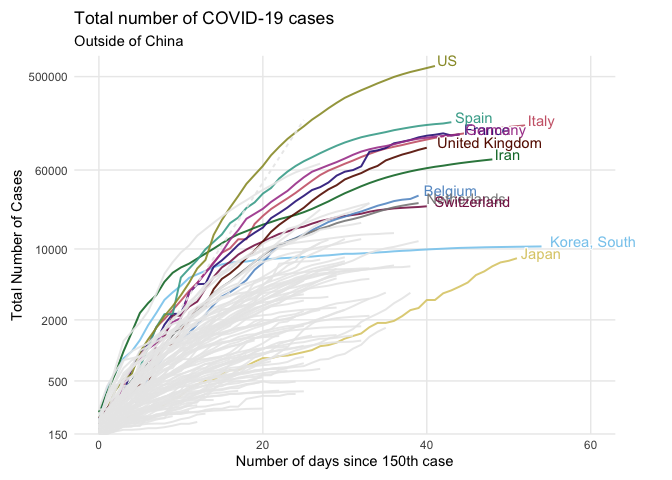 Total number of COVID-19 cases
Outside of China
US
500000
Spain
Italy
France
Germany
United Kingdom
Iran
60000
Belgium
Netherlands
Switzerland
Korea, South
10000
Japan
2000
500
150
0
20
40
60
Number of days since 150th case
Total Number of Cases